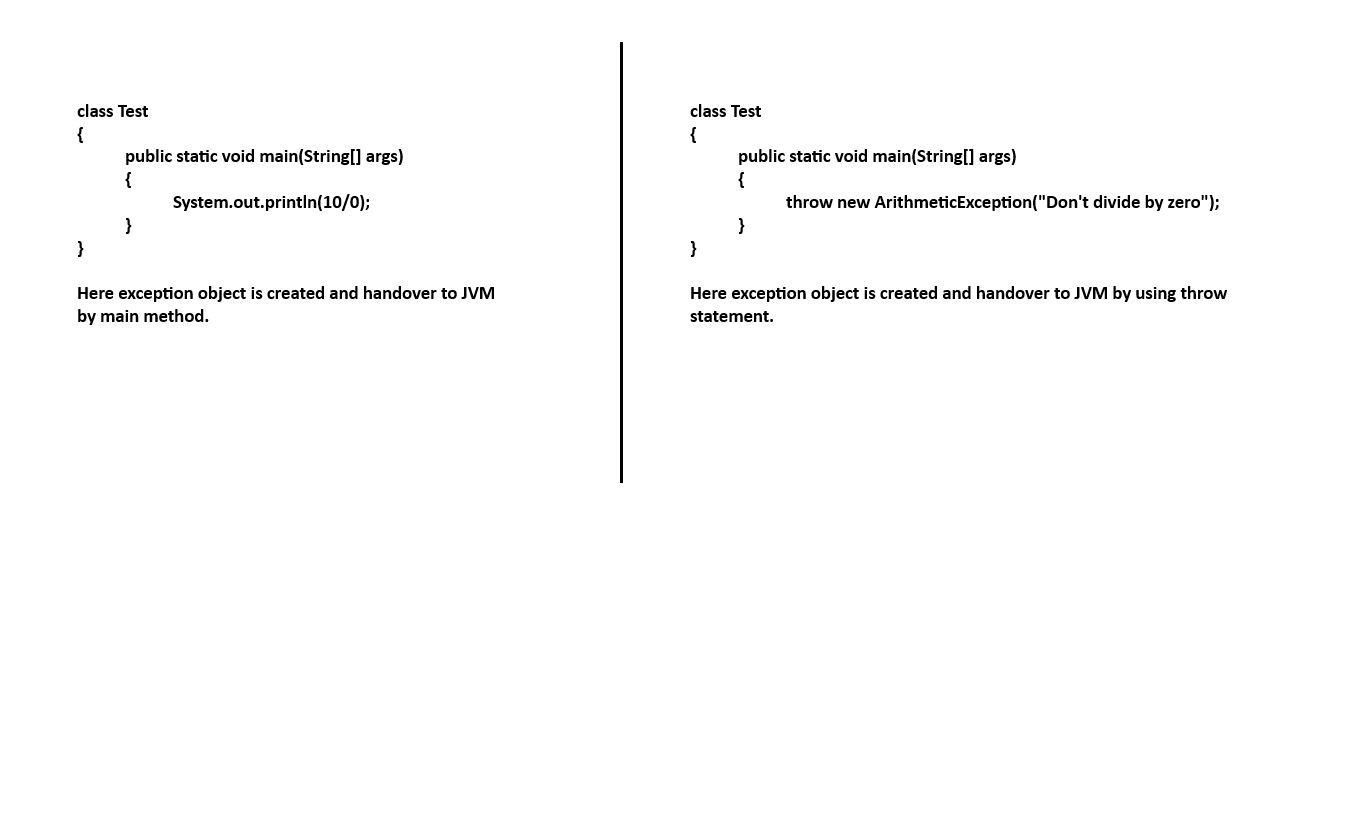 class Test
{
public static void main(String[] args)
{
System.out.println(10/0);
}
}
Here exception object is created and handover to JVM
by main method.
class Test
{
public static void main(String[] args)
{
throw new ArithmeticException("Don't divide by zero");
}
}
Here exception object is created and handover to JVM by using throw
statement.